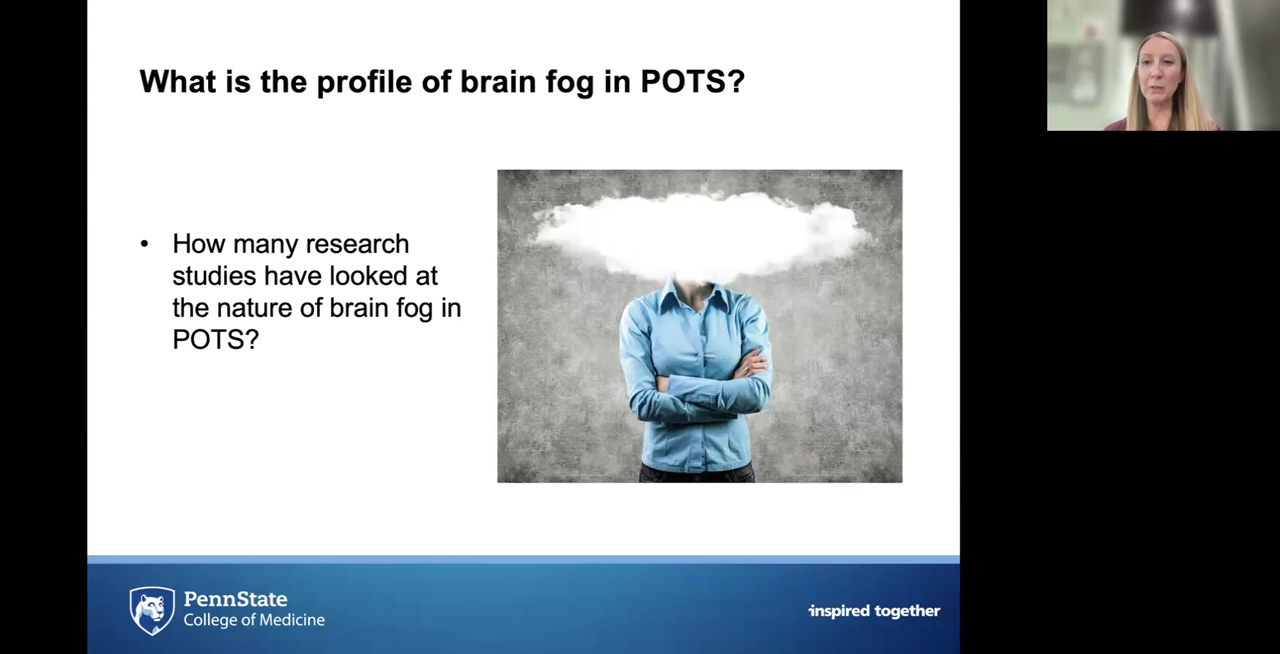 What is the profile of brain fog in POTS?
• How many research
studies have looked at
the nature of brain fog in
POTS?
PennState
College of Medicine
inspired together